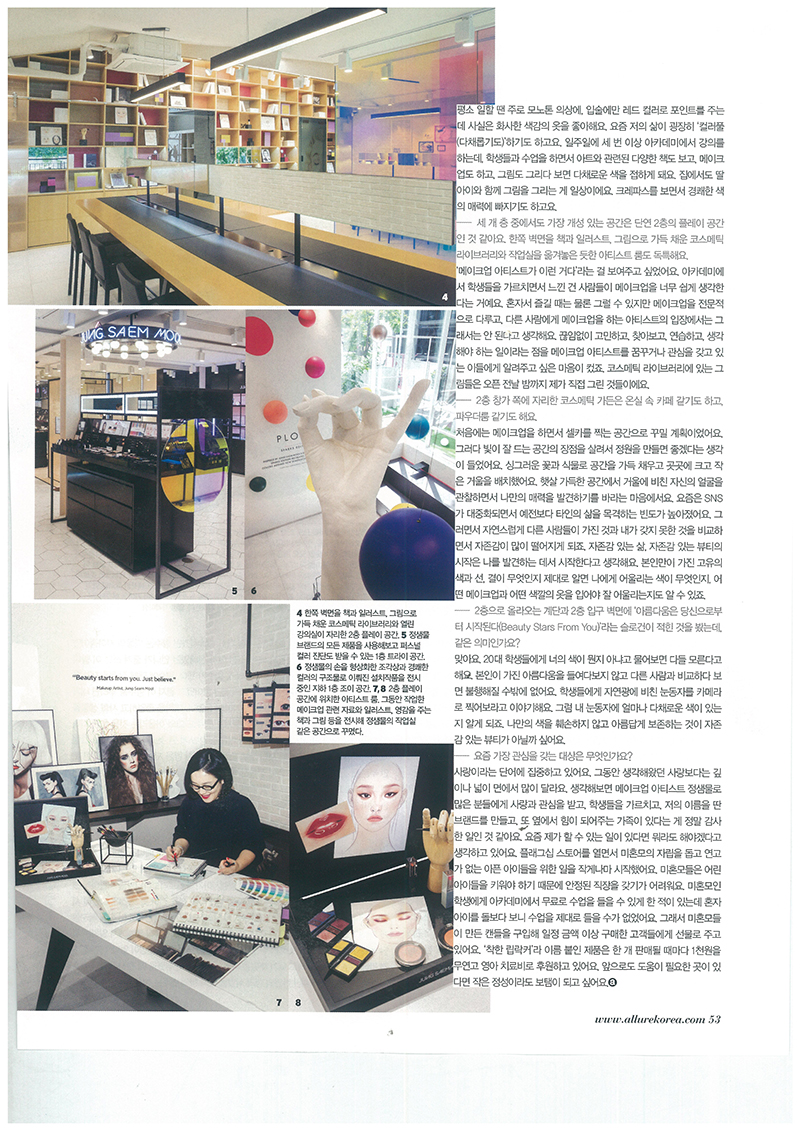 4
평소 일할 땐 주로 모노톤 의상에, 입술에만 레드 컬러로 포인트를 주는
데 사실은 화사한 색감의 옷을 좋아해요. 요즘 저의 삶이 굉장히 '컬러풀
(다채롭기도)'하기도 하고요. 일주일에 세 번 이상 아카데미에서 강의를
하는데, 학생들과 수업을 하면서 아트와 관련된 다양한 책도 보고, 메이크
업도 하고, 그림도 그리다 보면 다채로운 색을 접하게 돼요. 집에서도 딸
아이와 함께 그림을 그리는 게 일상이에요. 크레파스를 보면서 경쾌한 색
의 매력에 빠지기도 하고요.
── 세 개 층 중에서도 가장 개성 있는 공간은 단연 2층의 플레이 공간
인 것 같아요. 한쪽 벽면을 책과 일러스트, 그림으로 가득 채운 코스메틱
라이브러리와 작업실을 옮겨놓은 듯한 아티스트 룸도 독특해요.
'메이크업 아티스트가 이런 거다'라는 걸 보여주고 싶었어요. 아카데미에
서 학생들을 가르치면서 느낀 건 사람들이 메이크업을 너무 쉽게 생각한
다는 거예요. 혼자서 즐길 때는 물론 그럴 수 있지만 메이크업을 전문적
으로 다루고, 다른 사람에게 메이크업을 하는 아티스트의 입장에서는 그
래서는 안 된다고 생각해요. 끊임없이 고민하고, 찾아보고, 연습하고, 생각
해야 하는 일이라는 점을 메이크업 아티스트를 꿈꾸거나 관심을 갖고 있
는 이들에게 알려주고 싶은 마음이 컸죠. 코스메틱 라이브러리에 있는 그
림들은 오픈 전날 밤까지 제가 직접 그린 것들이에요.
── 2층 창가 쪽에 자리한 코스메틱 가든은 온실 속 카페 같기도 하고,
파우더룸 같기도 해요.
처음에는 메이크업을 하면서 셀카를 찍는 공간으로 꾸밀 계획이었어요.
그러다 빛이 잘 드는 공간의 장점을 살려서 정원을 만들면 좋겠다는 생각
이 들었어요. 싱그러운 꽃과 식물로 공간을 가득 채우고 곳곳에 크고 작
은 거울을 배치했어요. 햇살 가득한 공간에서 거울에 비친 자신의 얼굴을
관찰하면서 나만의 매력을 발견하기를 바라는 마음에서요. 요즘은 SNS
가 대중화되면서 예전보다 타인의 삶을 목격하는 빈도가 높아졌어요. 그
러면서 자연스럽게 다른 사람들이 가진 것과 내가 갖지 못한 것을 비교하
면서 자존감이 많이 떨어지게 되죠. 자존감 있는 삶, 자존감 있는 뷰티의
시작은 나를 발견하는 데서 시작한다고 생각해요. 본인만이 가진 고유의
색과 선, 결이 무엇인지 제대로 알면 나에게 어울리는 색이 무엇인지, 어
떤 메이크업과 어떤 색깔의 옷을 입어야 잘 어울리는지도 알 수 있죠.
── 2층으로 올라오는 계단과 2층 입구 벽면에 '아름다움은 당신으로부
터 시작된다(Beauty Stars From You)'라는 슬로건이 적힌 것을 봤는데,
같은 의미인가요?
맞아요. 20대 학생들에게 너의 색이 뭔지 아냐고 물어보면 다들 모른다고
해요. 본인이 가진 아름다움을 들여다보지 않고 다른 사람과 비교하다 보
면 불행해질 수밖에 없어요. 학생들에게 자연광에 비친 눈동자를 카메라
로 찍어보라고 이야기해요. 그럼 내 눈동자에 얼마나 다채로운 색이 있는
지 알게 되죠. 나만의 색을 훼손하지 않고 아름답게 보존하는 것이 자존
감 있는 뷰티가 아닐까 싶어요.
── 요즘 가장 관심을 갖는 대상은 무엇인가요?
사랑이라는 단어에 집중하고 있어요. 그동안 생각해왔던 사랑보다는 깊
이나 넓이 면에서 많이 달라요. 생각해보면 메이크업 아티스트 정샘물로
많은 분들에게 사랑과 관심을 받고, 학생들을 가르치고, 저의 이름을 딴
브랜드를 만들고, 또 옆에서 힘이 되어주는 가족이 있다는 게 정말 감사
한 일인 것 같아요. 요즘 제가 할 수 있는 일이 있다면 뭐라도 해야겠다고
생각하고 있어요. 플래그십 스토어를 열면서 미혼모의 자립을 돕고 연고
가 없는 아픈 아이들을 위한 일을 작게나마 시작했어요. 미혼모들은 어린
아이들을 키워야 하기 때문에 안정된 직장을 갖기가 어려워요. 미혼모인
학생에게 아카데미에서 무료로 수업을 들을 수 있게 한 적이 있는데 혼자
아이를 돌보다 보니 수업을 제대로 들을 수가 없었어요. 그래서 미혼모들
이 만든 캔들을 구입해 일정 금액 이상 구매한 고객들에게 선물로 주고
있어요. '착한 립락커'라 이름 붙인 제품은 한 개 판매될 때마다 1천원을
무연고 영아 치료비로 후원하고 있어요. 앞으로도 도움이 필요한 곳이 있
다면 작은 정성이라도 보탬이 되고 싶어요.
JUNG SAEM MOO
5
PLO
6
4 한쪽 벽면을 책과 일러스트, 그림으로
가득 채운 코스메틱 라이브러리와 열린
강의실이 자리한 2층 플레이 공간. 5 정샘물
브랜드의 모든 제품을 사용해보고 퍼스널
컬러 진단도 받을 수 있는 1층 트라이 공간.
6 정샘물의 손을 형상화한 조각상과 경쾌한
컬러의 구조물로 이뤄진 설치작품을 전시
중인 지하 1층 조이 공간. 7, 8 2층 플레이
공간에 위치한 아티스트 룸. 그동안 작업한
메이크업 관련 자료와 일러스트, 영감을 주는
책과 그림 등을 전시해 정샘물의 작업실
같은 공간으로 꾸몄다.
"Beauty starts from you. Just believe."
Makeup Artist, Jung Saem Mool
7
8
JUNG SAEM
www.allurekorea.com 53